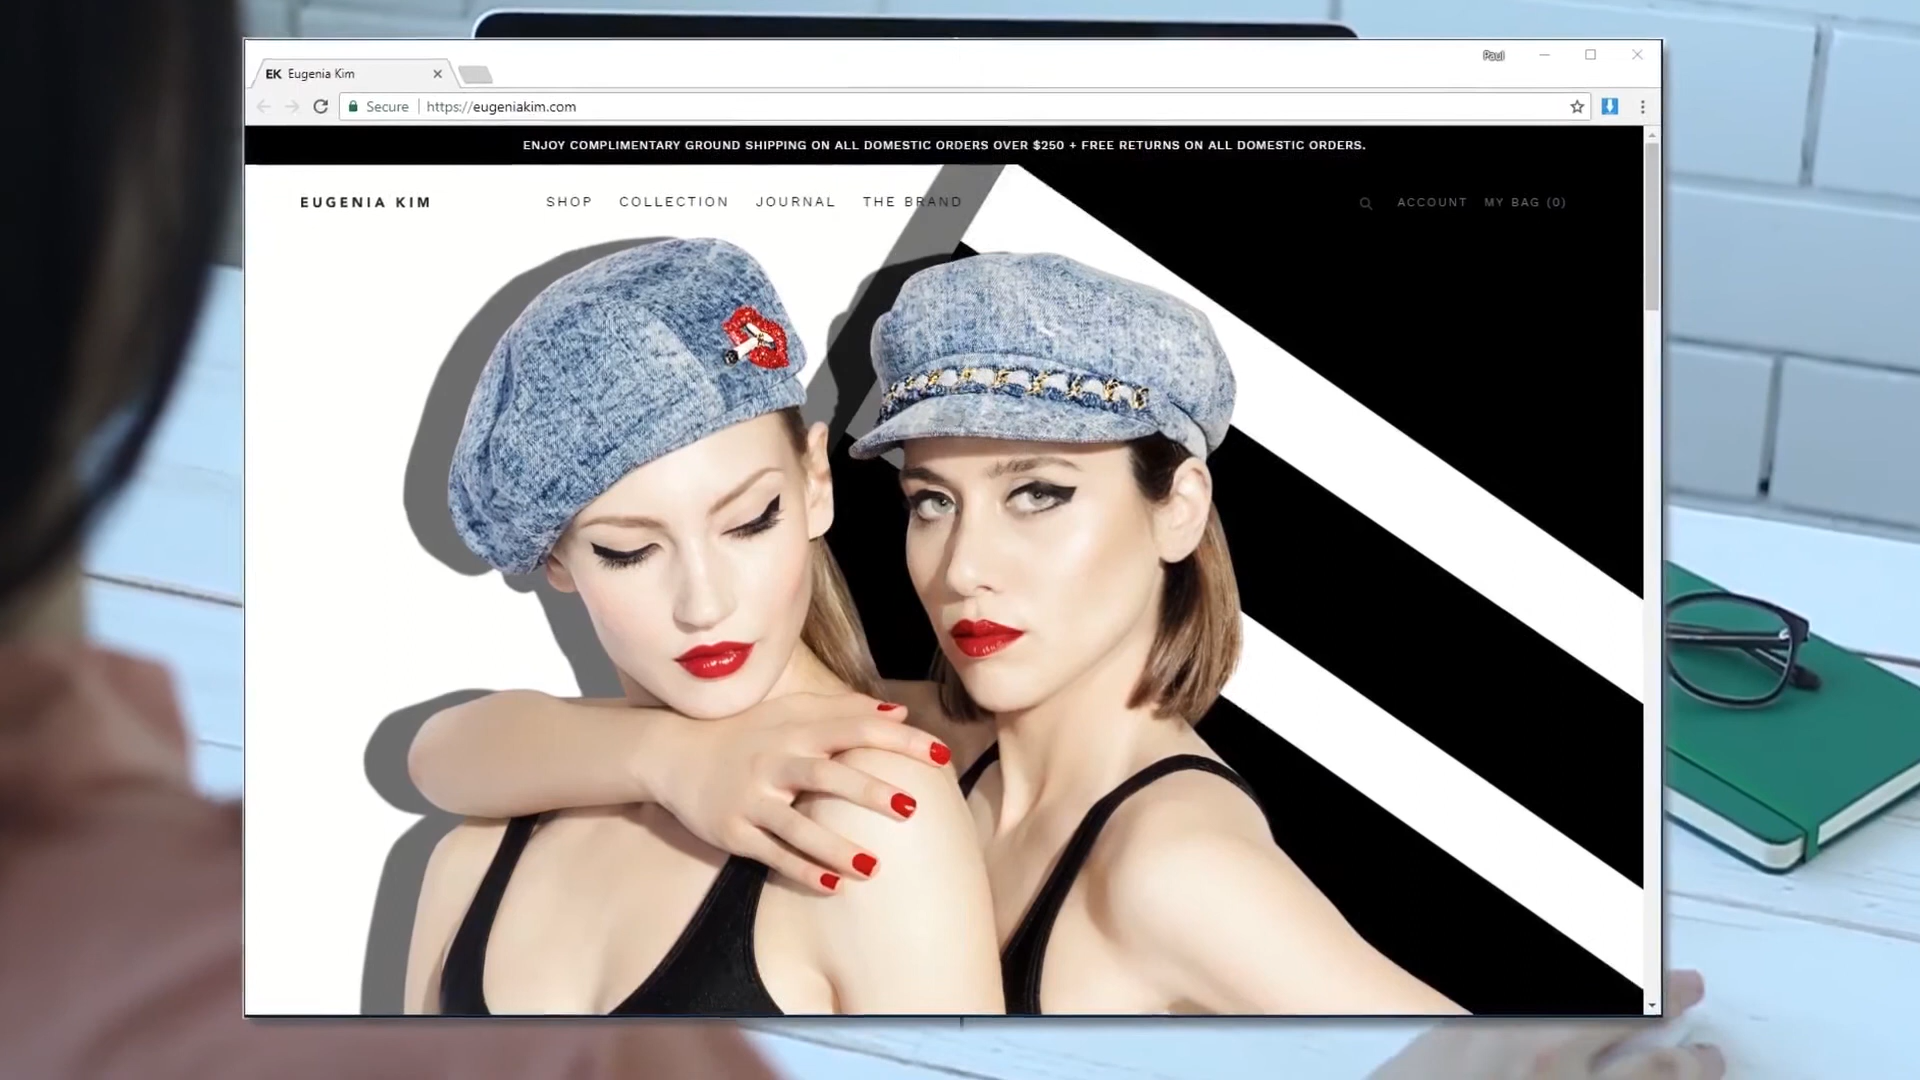 Paul
EK Eugenia Kim
Secure https://eugeniakim.com
ENJOY COMPLIMENTARY GROUND SHIPPING ON ALL DOMESTIC ORDERS OVER $250 + FREE RETURNS ON ALL DOMESTIC ORDERS.
EUGENIA KIM SHOP COLLECTION JOURNAL THE BRAND ACCOUNT MY BAG (0)